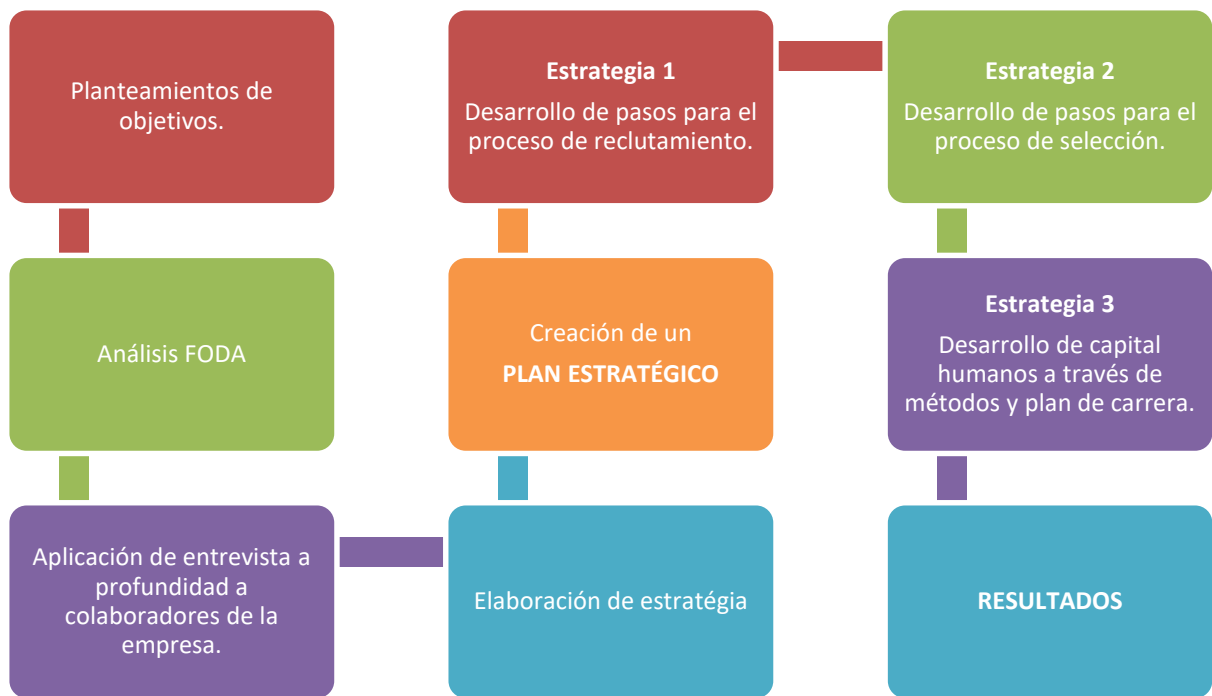 Planteamientos de
objetivos.
Análisis FODA
Aplicación de entrevista a
profundidad a
colaboradores de la
empresa.
Elaboración de estratégia
Creación de un
PLAN ESTRATÉGICO
Estrategia 1
Desarrollo de pasos para el
proceso de reclutamiento.
Estrategia 2
Desarrollo de pasos para el
proceso de selección.
Estrategia 3
Desarrollo de capital
humanos a través de
métodos y plan de carrera.
RESULTADOS